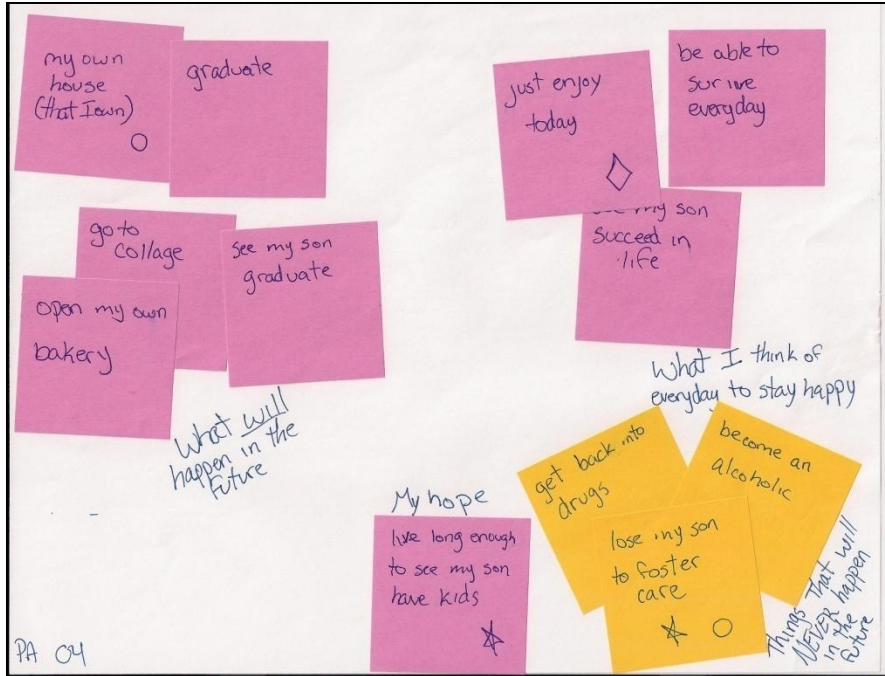 my own
house
(that I own)
graduate
go to
collage
see my son
graduate
open my own
bakery
What will
happen in the
future
just enjoy
today
be able to
survive
everyday
my son
succeed in
life
What I think of
everyday to stay happy
My hope
live long enough
to see my son
have kids
get back into
drugs
become an
alcoholic
lose my son
to foster
care
Things That will
NEVER happen
in the
future
PA 04